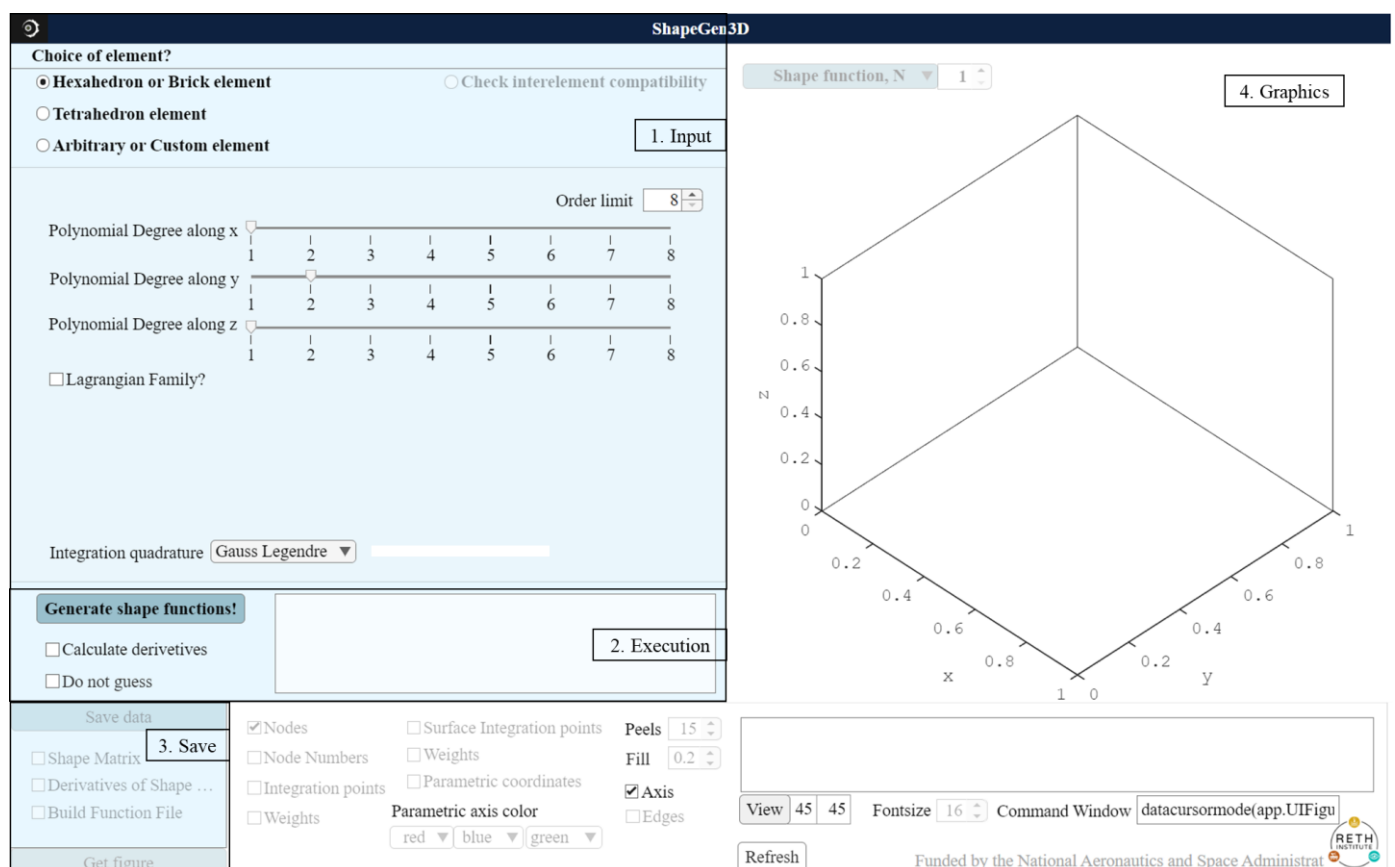 ShapeGen3D
Choice of element?
Hexahedron or Brick element
Check interelement compatibility
Tetrahedron element
Arbitrary or Custom element
1. Input
Order limit 8
Polynomial Degree along x
1 2 3 4 5 6 7 8
Polynomial Degree along y
1 2 3 4 5 6 7 8
Polynomial Degree along z
1 2 3 4 5 6 7 8
Lagrangian Family?
Integration quadrature Gauss Legendre
Generate shape functions!
Calculate derivetives
Do not guess
2. Execution
Shape function, N 1
4. Graphics
1
0.8
0.6
0.4
0.2
0
z
0
0.2
0.4
0.6
0.8
1
x
0
0.2
0.4
0.6
0.8
1
y
Save data
3. Save
Shape Matrix
Derivatives of Shape ...
Build Function File
Get figure
Nodes
Node Numbers
Integration points
Weights
Surface Integration points
Weights
Parametric coordinates
Parametric axis color
red blue green
Peels 15
Fill 0.2
Axis
Edges
View 45 45
Fontsize 16
Command Window datacursormode(app.UIFigu
Refresh
Funded by the National Aeronautics and Space Administrat
RETH
INSTITUTE